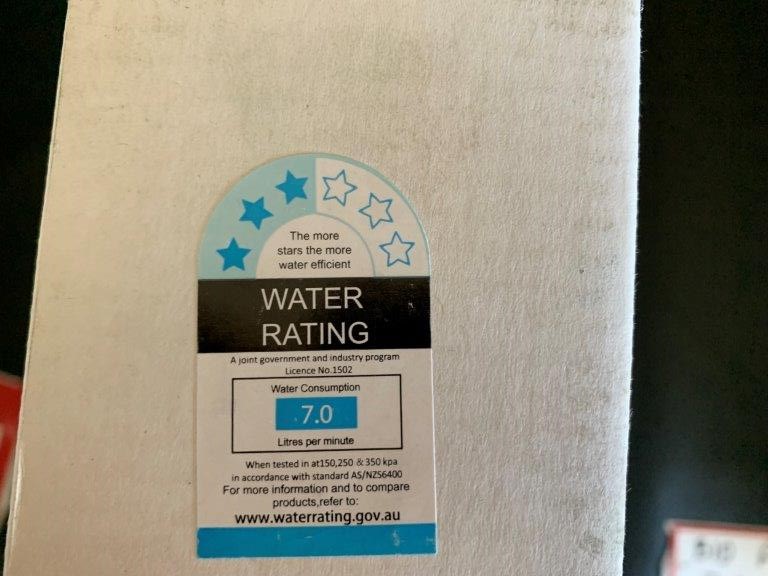 The more
stars the more
water efficient
WATER
RATING
A joint government and industry program
Licence No.1502
Water Consumption
7.0
Litres per minute
When tested in at150,250 & 350 kpa
in accordance with standard AS/NZS6400
For more information and to compare
products,refer to:
www.waterrating.gov.au